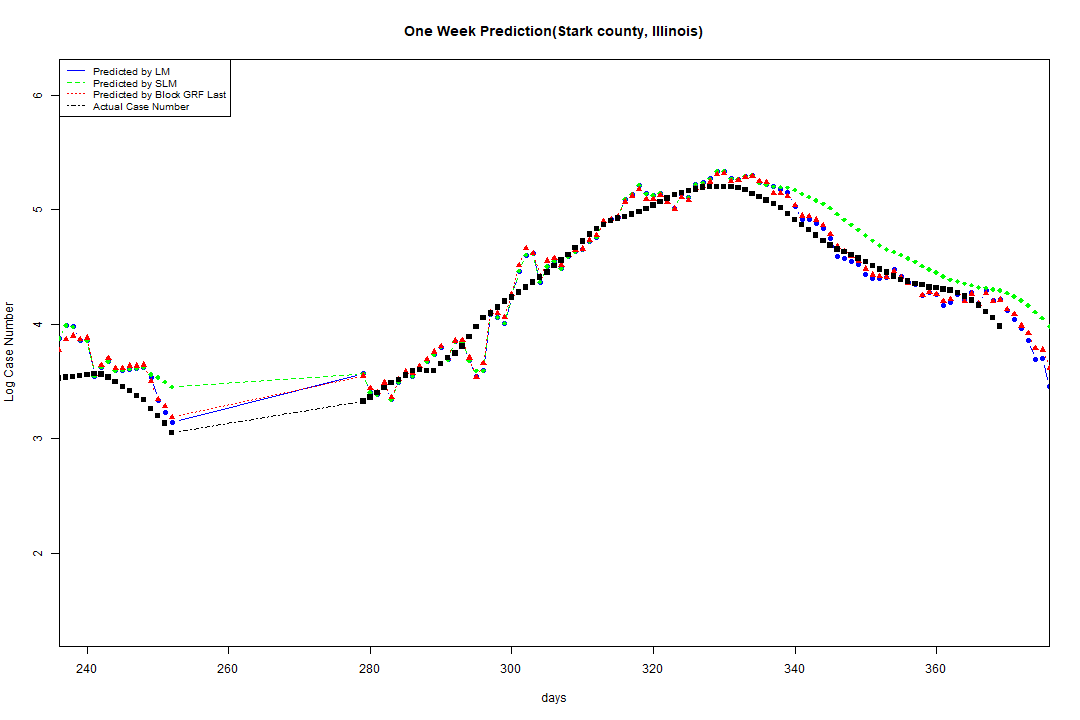 One Week Prediction(Stark county, Illinois)
Predicted by LM
Predicted by SLM
Predicted by Block GRF Last
Actual Case Number
6
5
4
3
2
Log Case Number
240 260 280 300 320 340 360
days